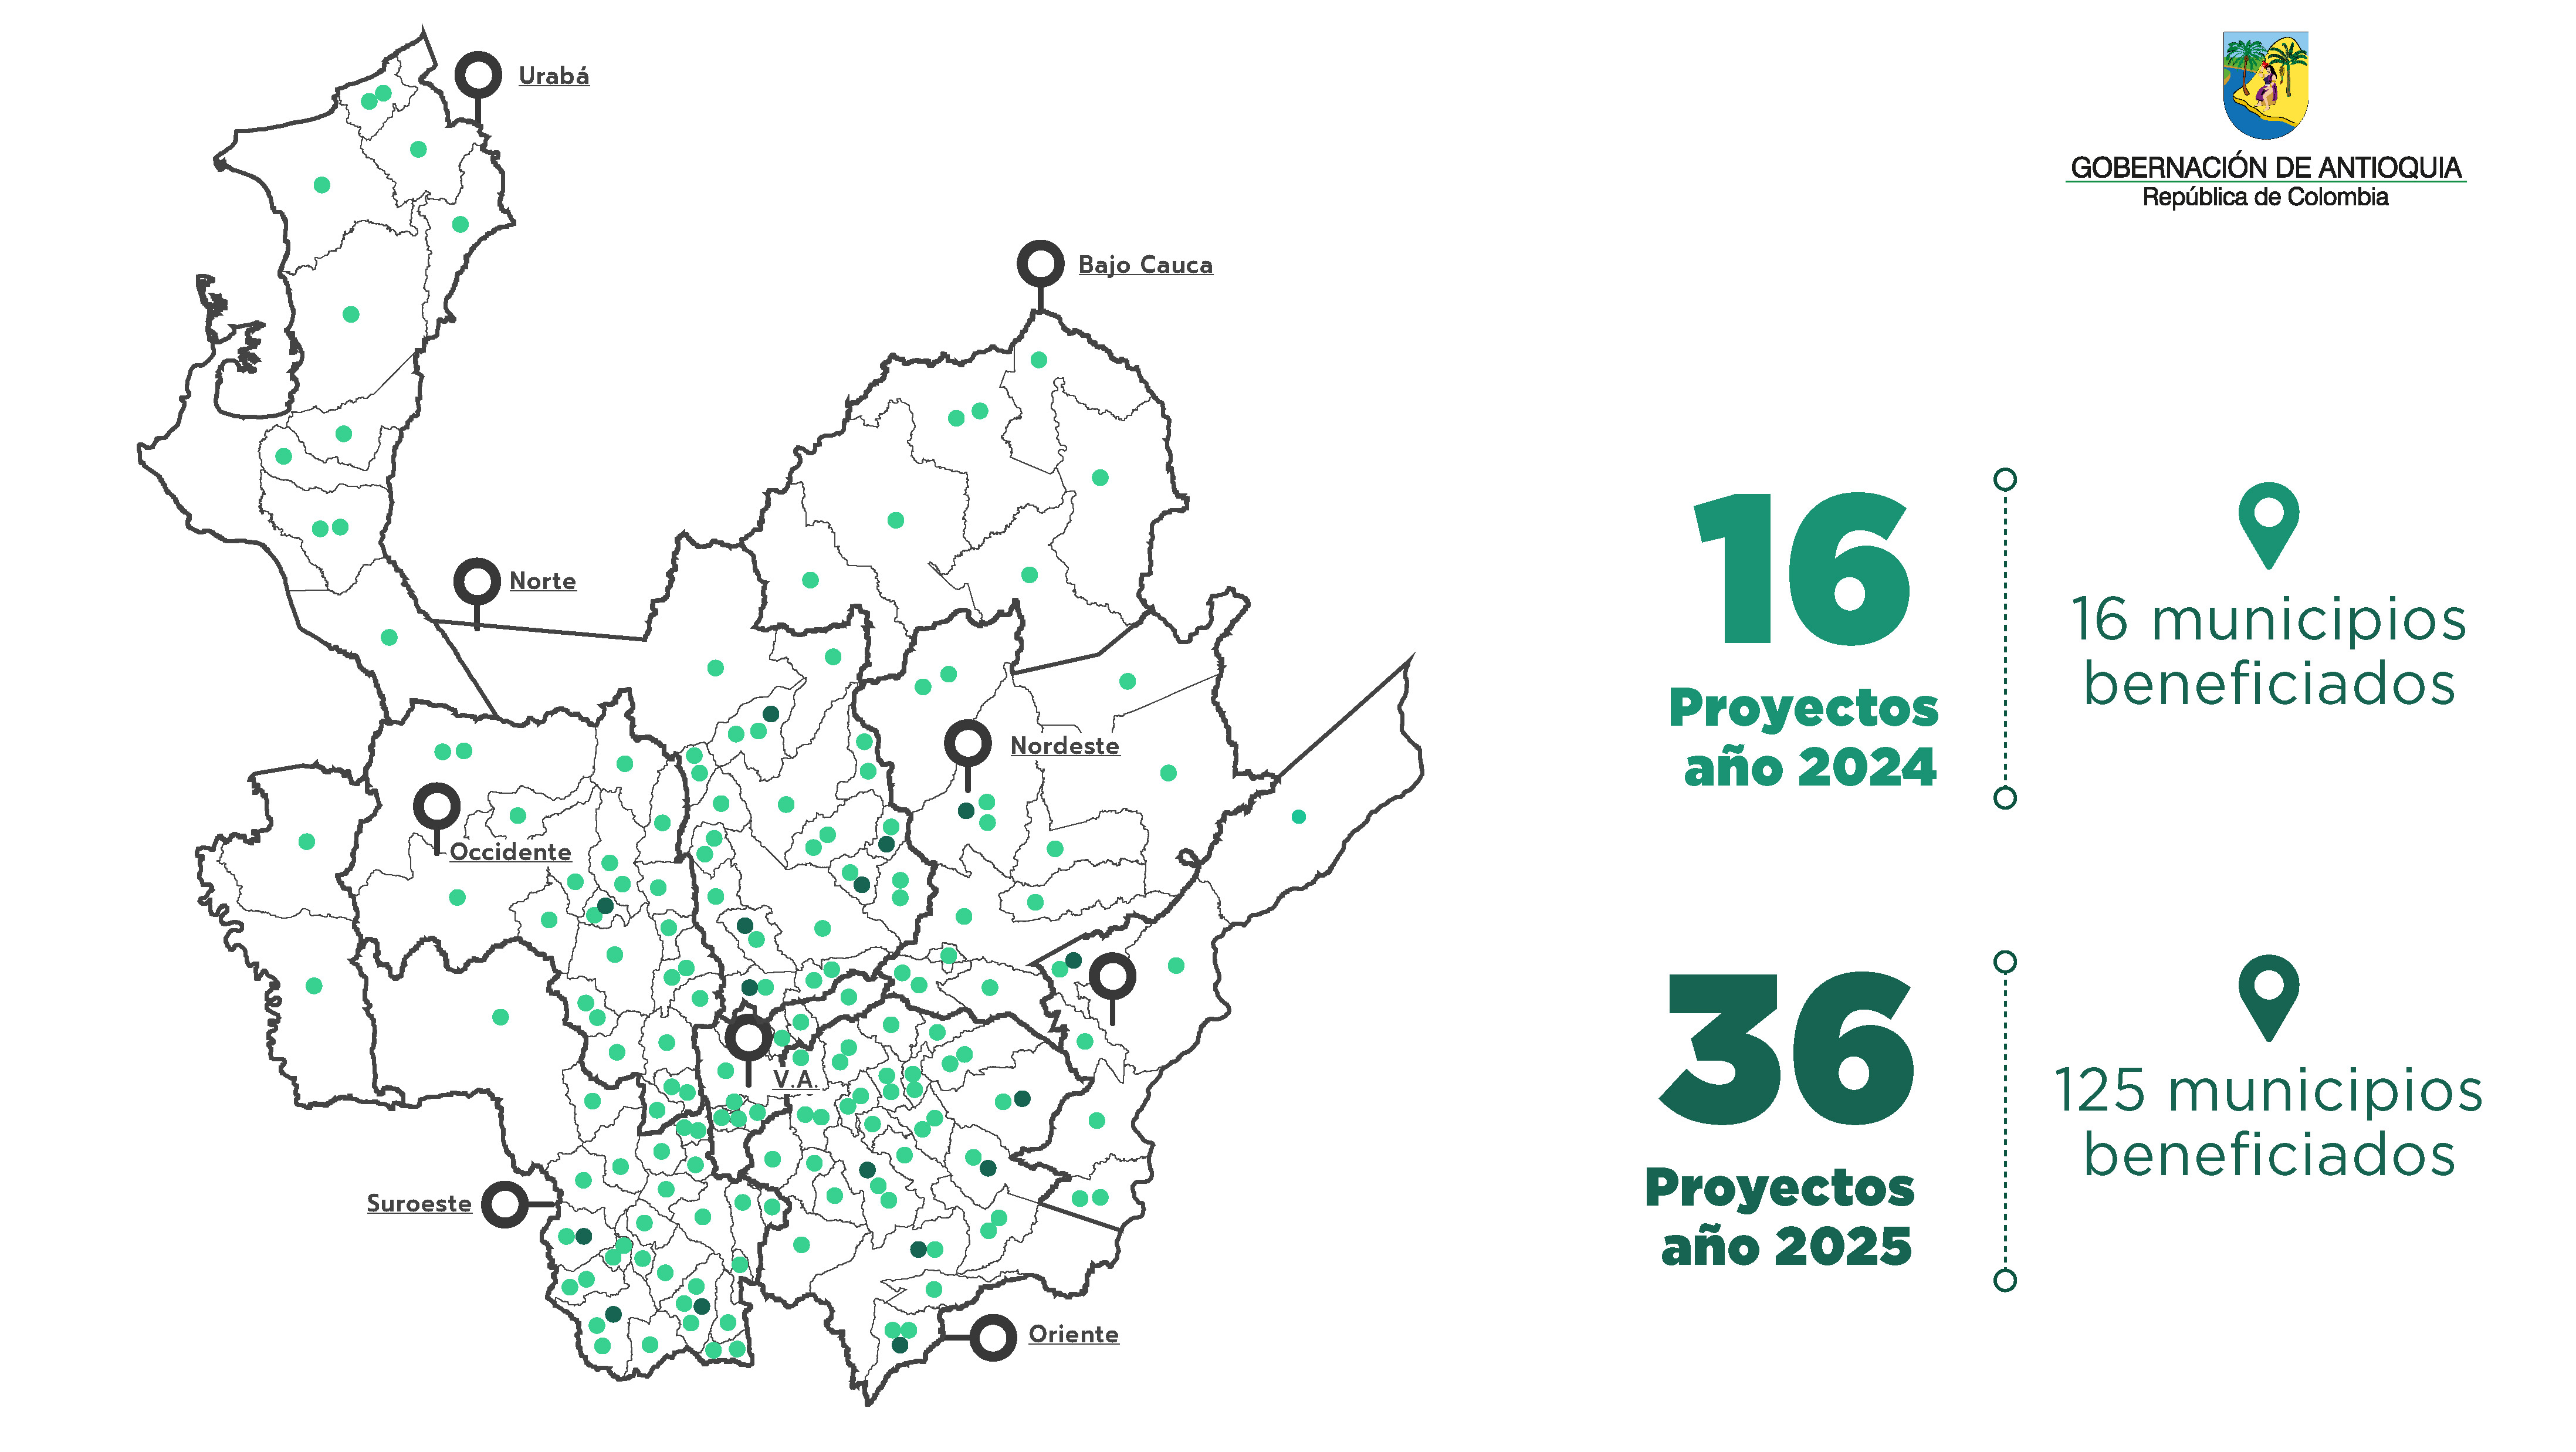 Urabá
GOBERNACIÓN DE ANTIOQUIA
República de Colombia
Bajo Cauca
Norte
Nordeste
Occidente
V.A.
Suroeste
Oriente
16
Proyectos
año 2024
16 municipios
beneficiados
36
Proyectos
año 2025
125 municipios
beneficiados